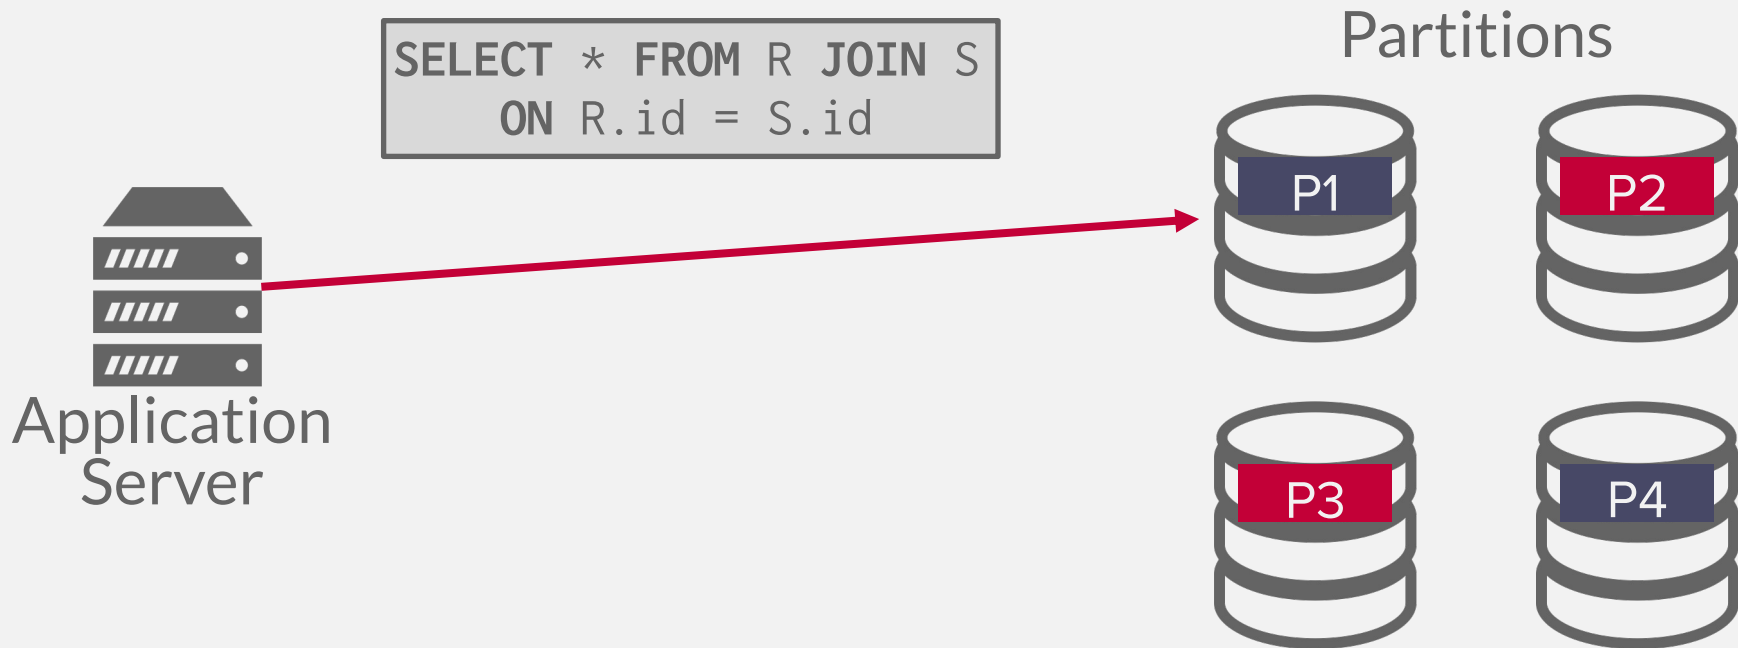 SELECT * FROM R JOIN S
ON R.id = S.id
Partitions
P1
P2
Application
Server
P3
P4